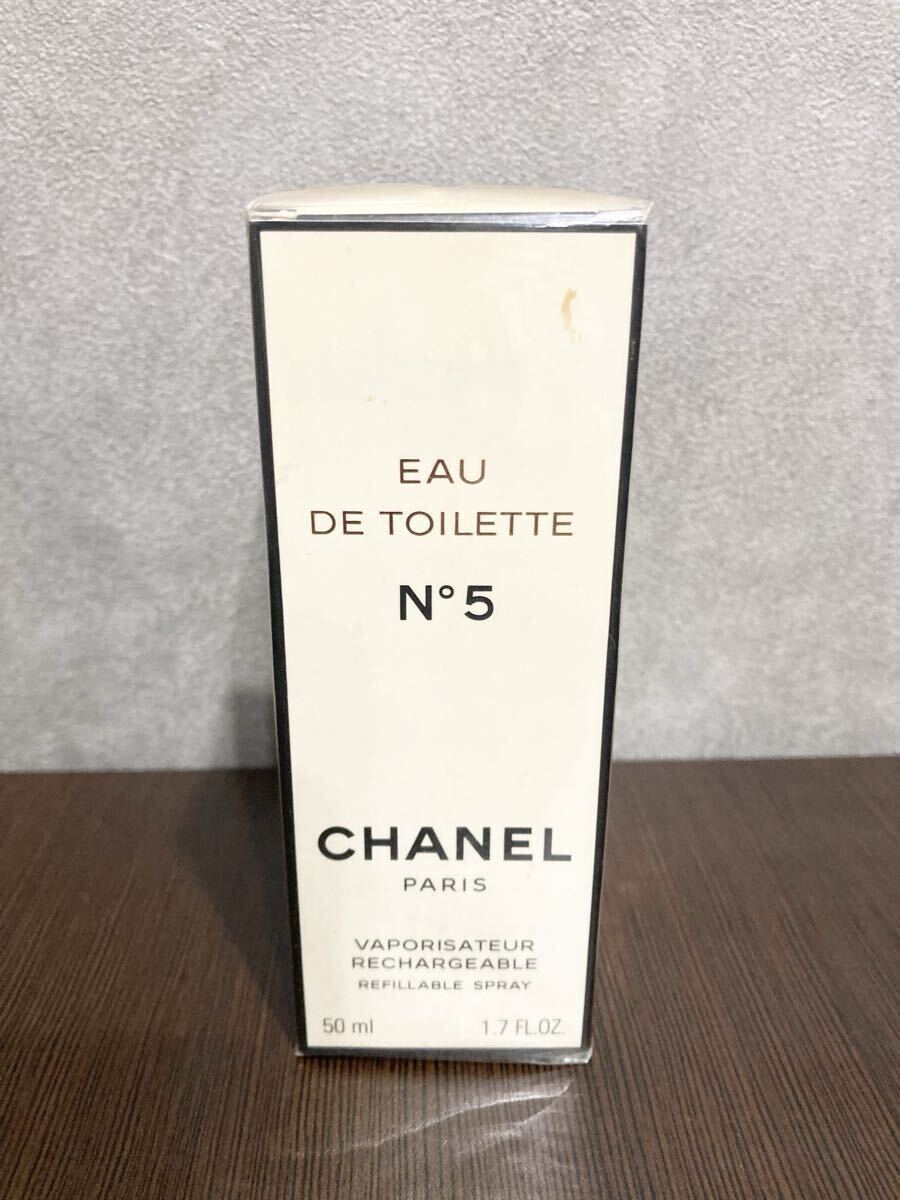 EAU
DE TOILETTE
N°5
CHANEL
PARIS
VAPORISATEUR
RECHARGEABLE
REFILLABLE SPRAY
50 ml 1.7 FL.OZ.